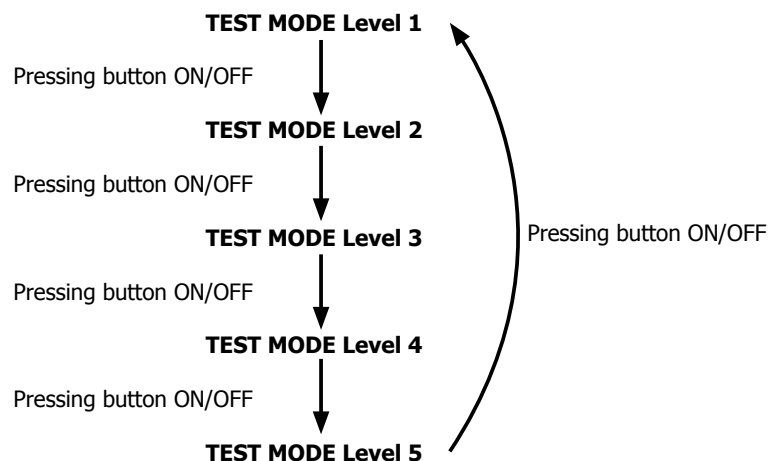 TEST MODE Level 1
Pressing button ON/OFF
TEST MODE Level 2
Pressing button ON/OFF
TEST MODE Level 3
Pressing button ON/OFF
Pressing button ON/OFF
TEST MODE Level 4
Pressing button ON/OFF
TEST MODE Level 5